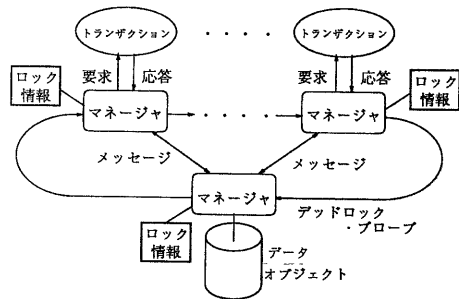 トランザクション
・・・・
トランザクション
ロック
情報
要求
応答
要求
応答
ロック
情報
マネージャ
・・・・
マネージャ
メッセージ
メッセージ
マネージャ
デッドロック
・プローブ
ロック
情報
データ
オブジェクト